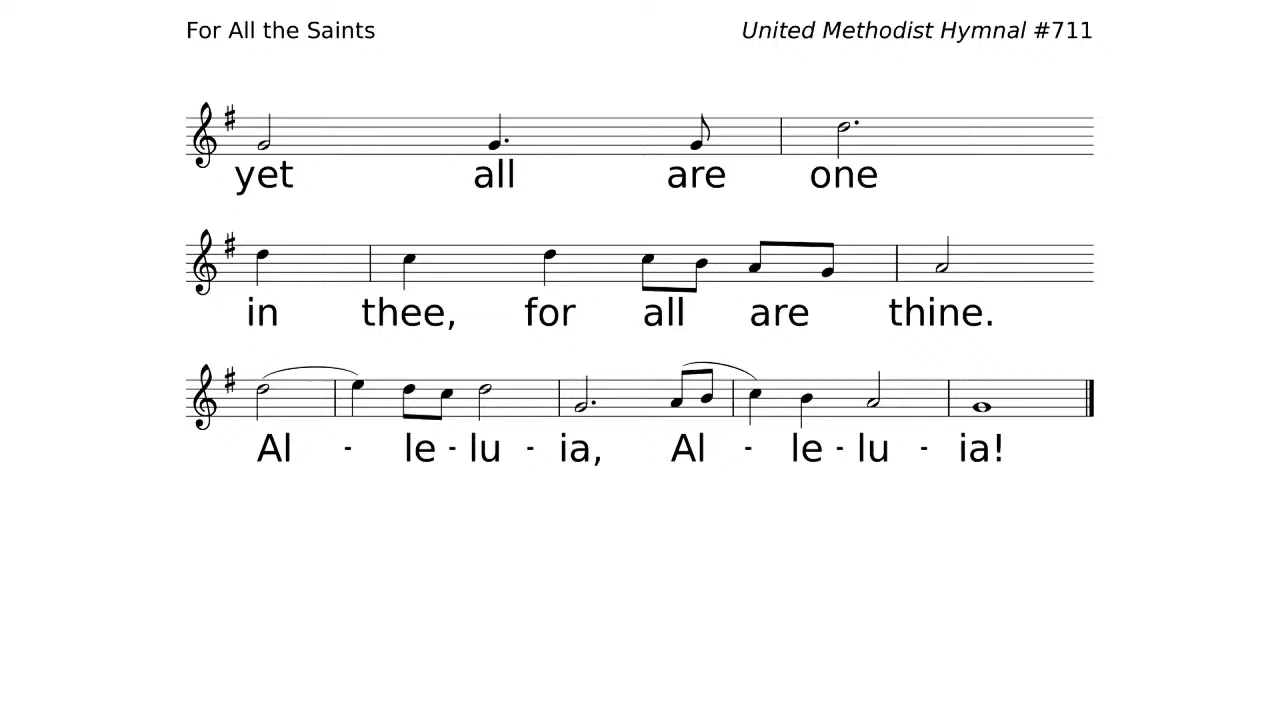 For All the Saints
United Methodist Hymnal #711
yet all are one
in thee, for all are thine.
Al - le - lu - ia, Al - le - lu - ia!